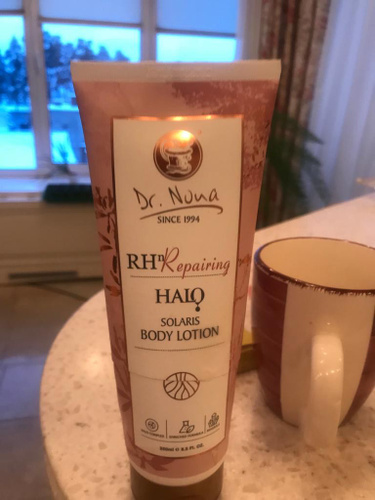 Dr. Nona
SINCE 1994
RHⁿ Repairing
HALO
SOLARIS
BODY LOTION